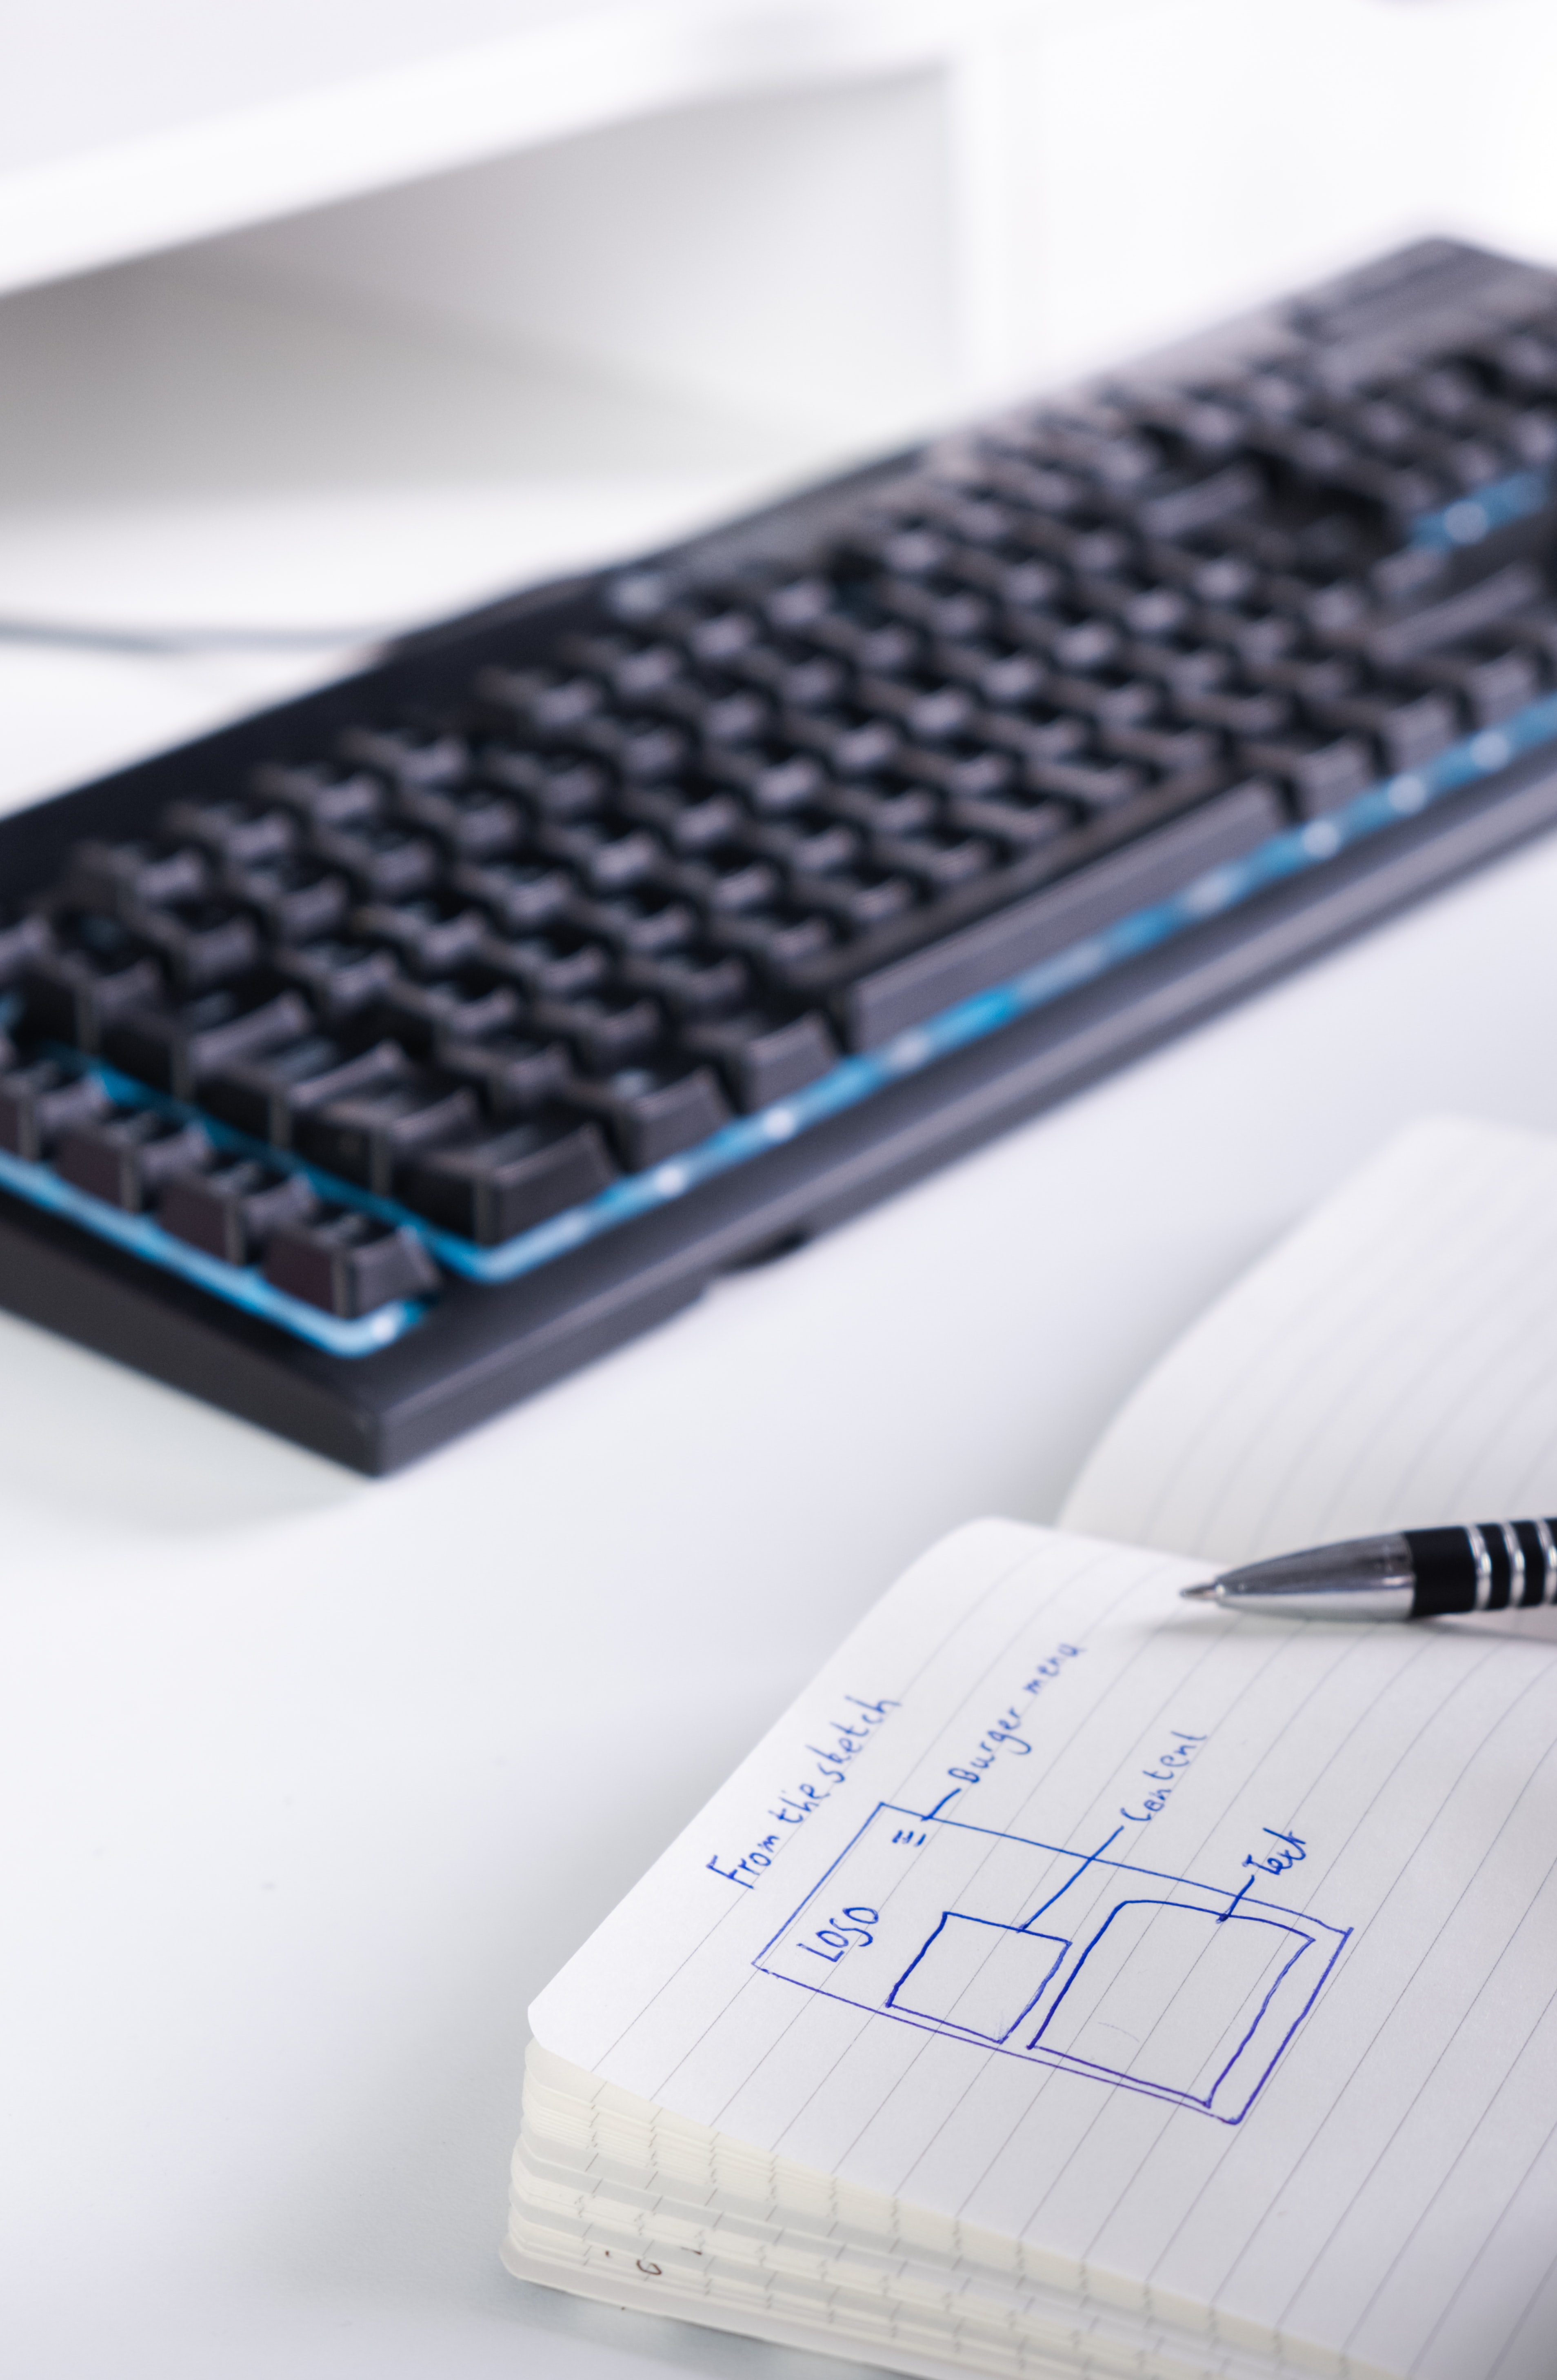 From the sketch
Burger menu
LOGO
Content
Text